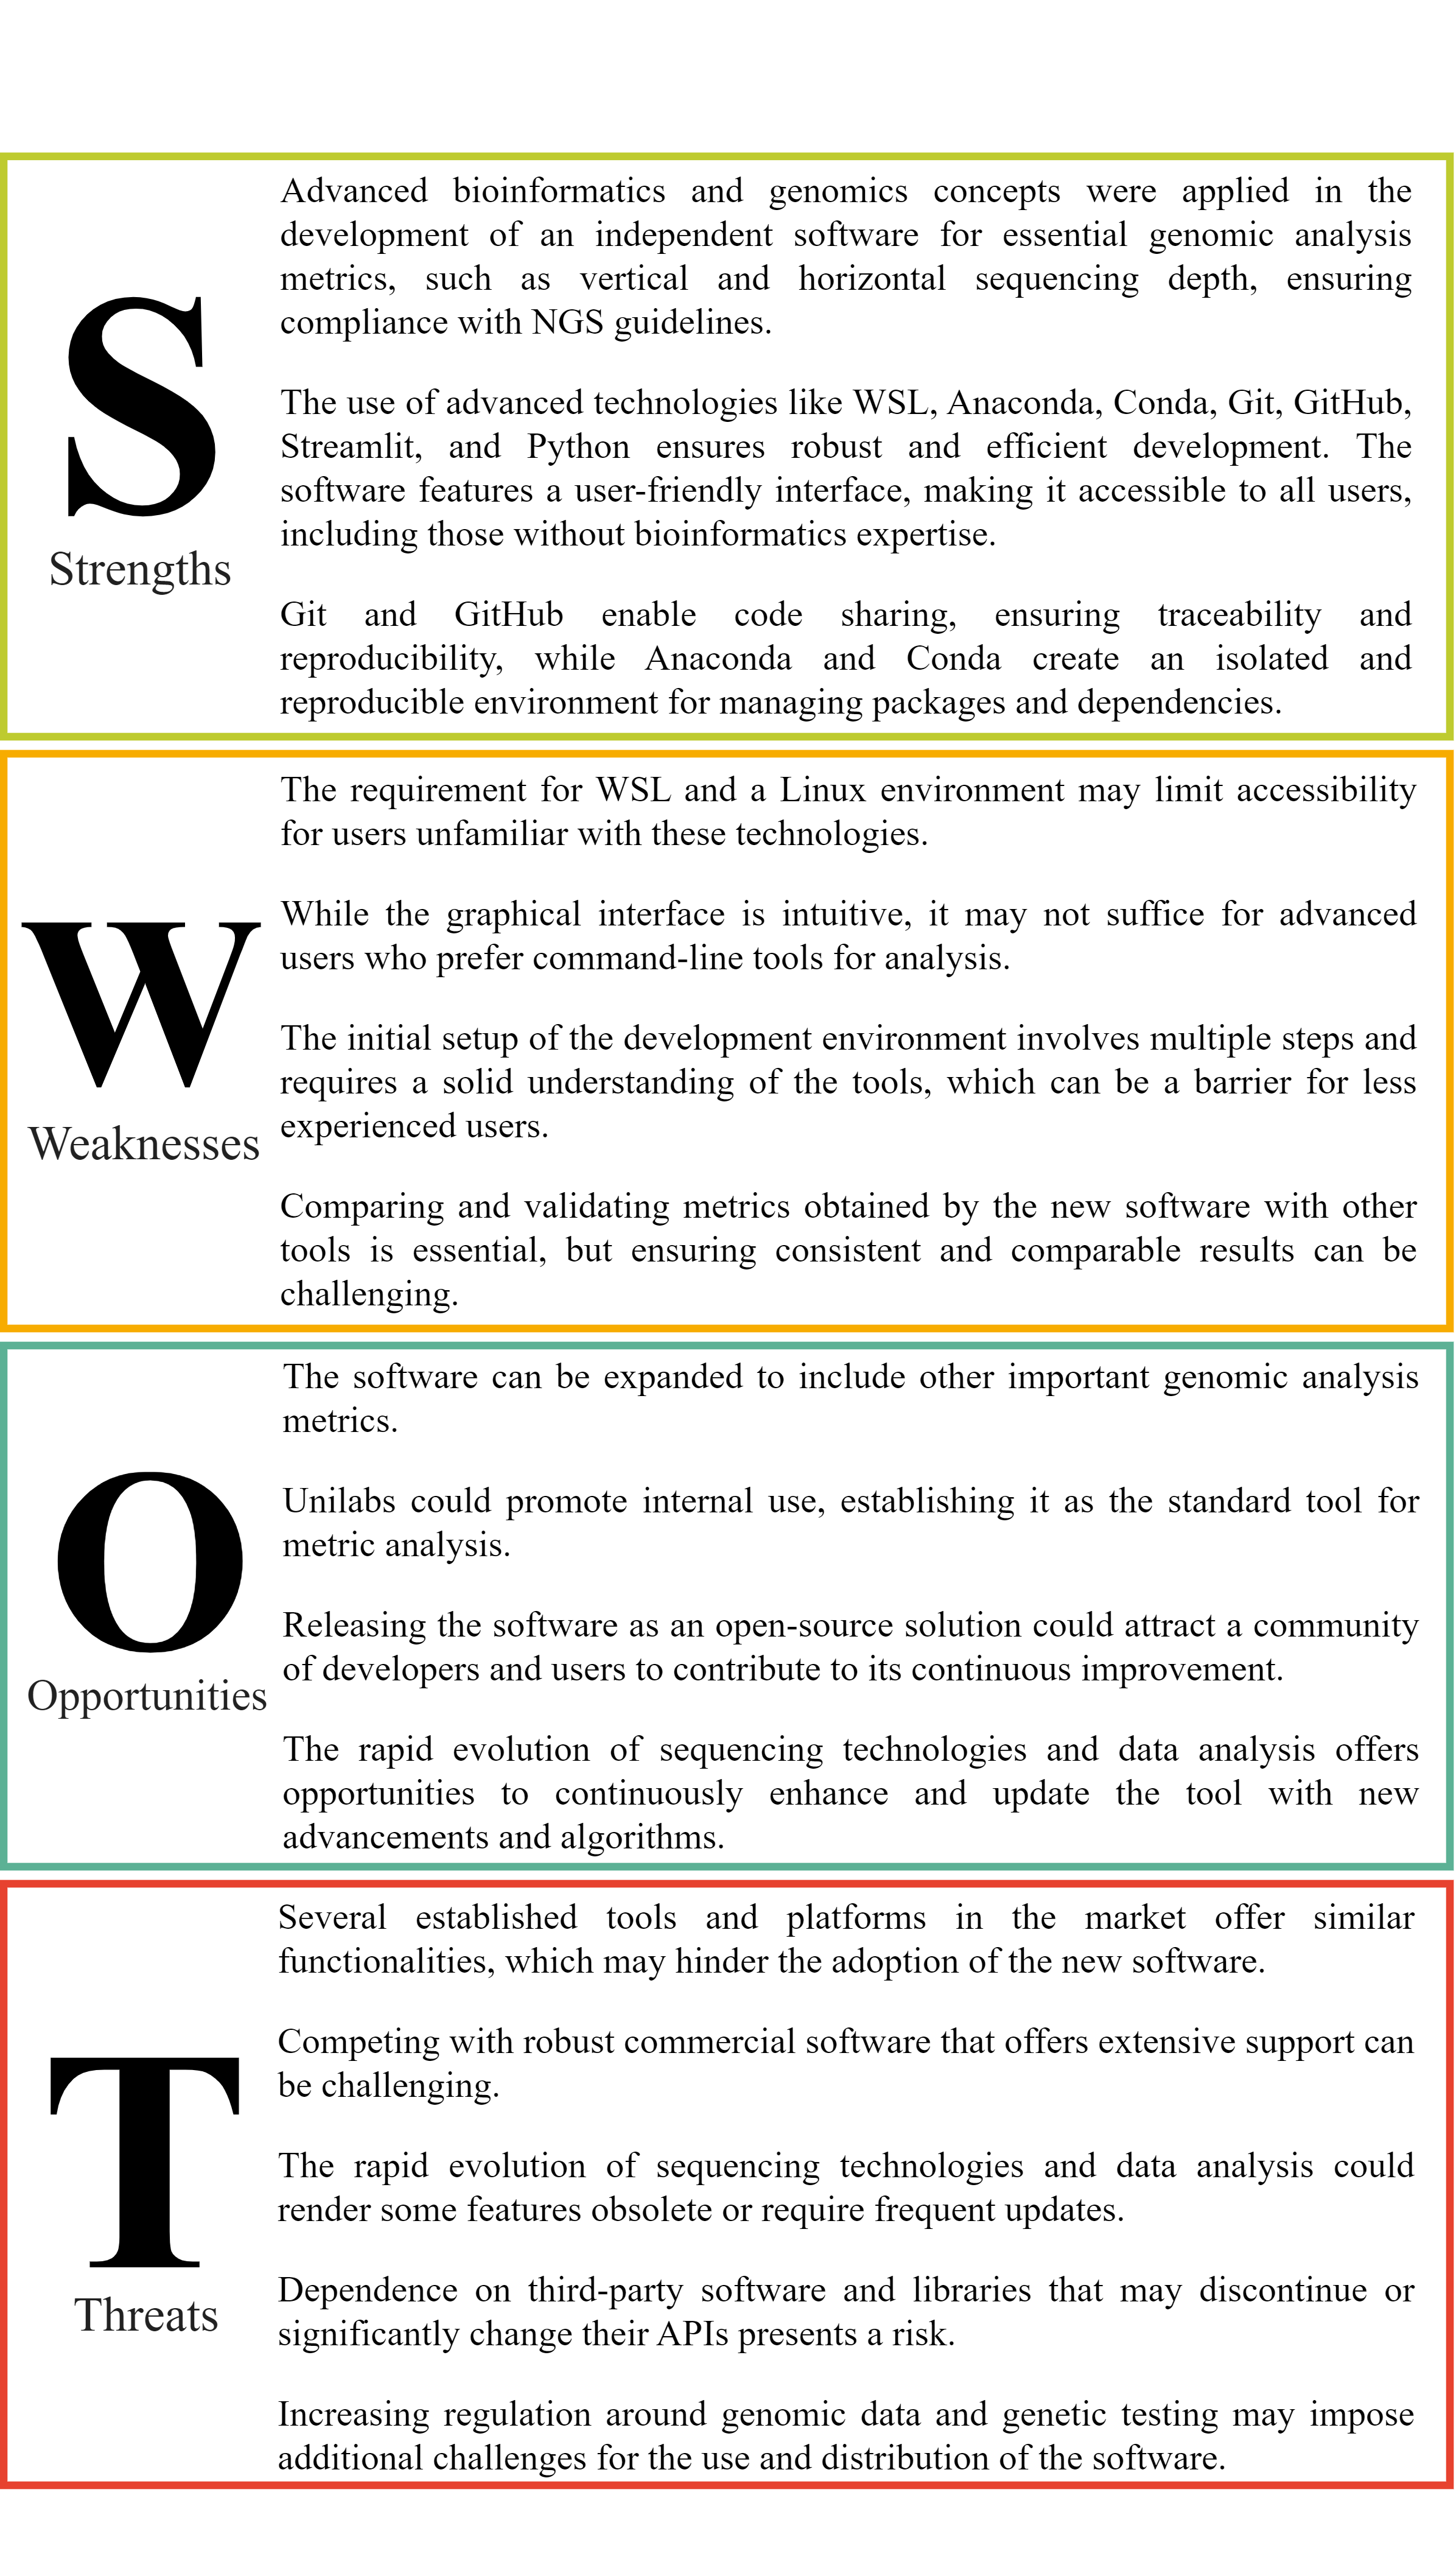 S
Strengths
Advanced bioinformatics and genomics concepts were applied in the
development of an independent software for essential genomic analysis
metrics, such as vertical and horizontal sequencing depth, ensuring
compliance with NGS guidelines.
The use of advanced technologies like WSL, Anaconda, Conda, Git, GitHub,
Streamlit, and Python ensures robust and efficient development. The
software features a user-friendly interface, making it accessible to all users,
including those without bioinformatics expertise.
Git and GitHub enable code sharing, ensuring traceability and
reproducibility, while Anaconda and Conda create an isolated and
reproducible environment for managing packages and dependencies.
W
Weaknesses
The requirement for WSL and a Linux environment may limit accessibility
for users unfamiliar with these technologies.
While the graphical interface is intuitive, it may not suffice for advanced
users who prefer command-line tools for analysis.
The initial setup of the development environment involves multiple steps and
requires a solid understanding of the tools, which can be a barrier for less
experienced users.
Comparing and validating metrics obtained by the new software with other
tools is essential, but ensuring consistent and comparable results can be
challenging.
O
Opportunities
The software can be expanded to include other important genomic analysis
metrics.
Unilabs could promote internal use, establishing it as the standard tool for
metric analysis.
Releasing the software as an open-source solution could attract a community
of developers and users to contribute to its continuous improvement.
The rapid evolution of sequencing technologies and data analysis offers
opportunities to continuously enhance and update the tool with new
advancements and algorithms.
T
Threats
Several established tools and platforms in the market offer similar
functionalities, which may hinder the adoption of the new software.
Competing with robust commercial software that offers extensive support can
be challenging.
The rapid evolution of sequencing technologies and data analysis could
render some features obsolete or require frequent updates.
Dependence on third-party software and libraries that may discontinue or
significantly change their APIs presents a risk.
Increasing regulation around genomic data and genetic testing may impose
additional challenges for the use and distribution of the software.